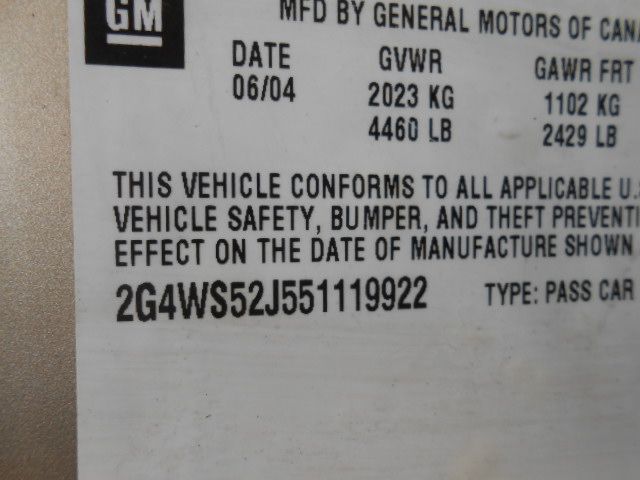 GM
MFD BY GENERAL MOTORS OF CANA
DATE GVWR GAWR FRT
06/04 2023 KG 1102 KG
4460 LB 2429 LB
THIS VEHICLE CONFORMS TO ALL APPLICABLE U.S
VEHICLE SAFETY, BUMPER, AND THEFT PREVENTI
EFFECT ON THE DATE OF MANUFACTURE SHOWN
2G4WS52J551119922 TYPE: PASS CAR